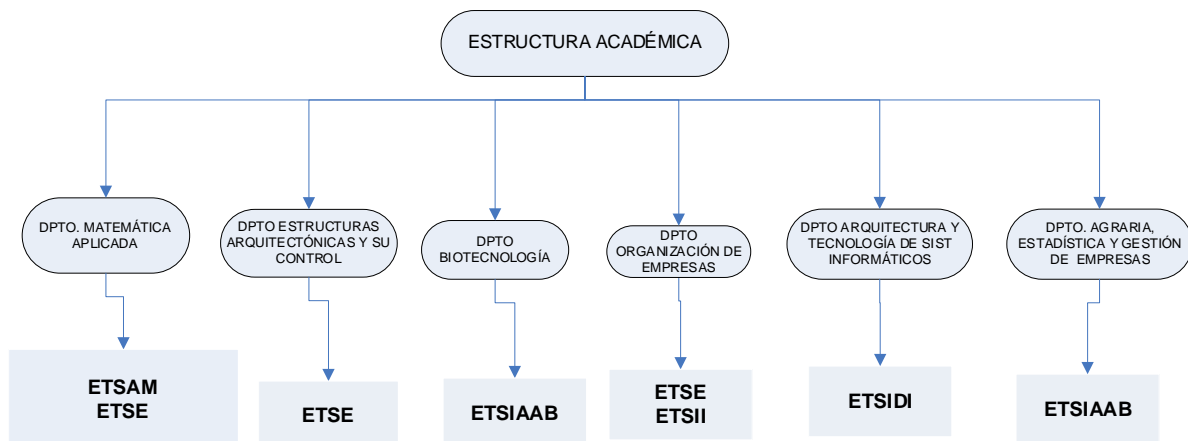 ESTRUCTURA ACADÉMICA
DPTO. MATEMÁTICA
APLICADA
DPTO ESTRUCTURAS
ARQUITECTÓNICAS Y SU
CONTROL
DPTO
BIOTECNOLOGÍA
DPTO
ORGANIZACIÓN DE
EMPRESAS
DPTO ARQUITECTURA Y
TECNOLOGÍA DE SIST
INFORMÁTICOS
DPTO. AGRARIA,
ESTADÍSTICA Y GESTIÓN
DE EMPRESAS
ETSAM
ETSE
ETSE
ETSIAAB
ETSE
ETSII
ETSIDI
ETSIAAB